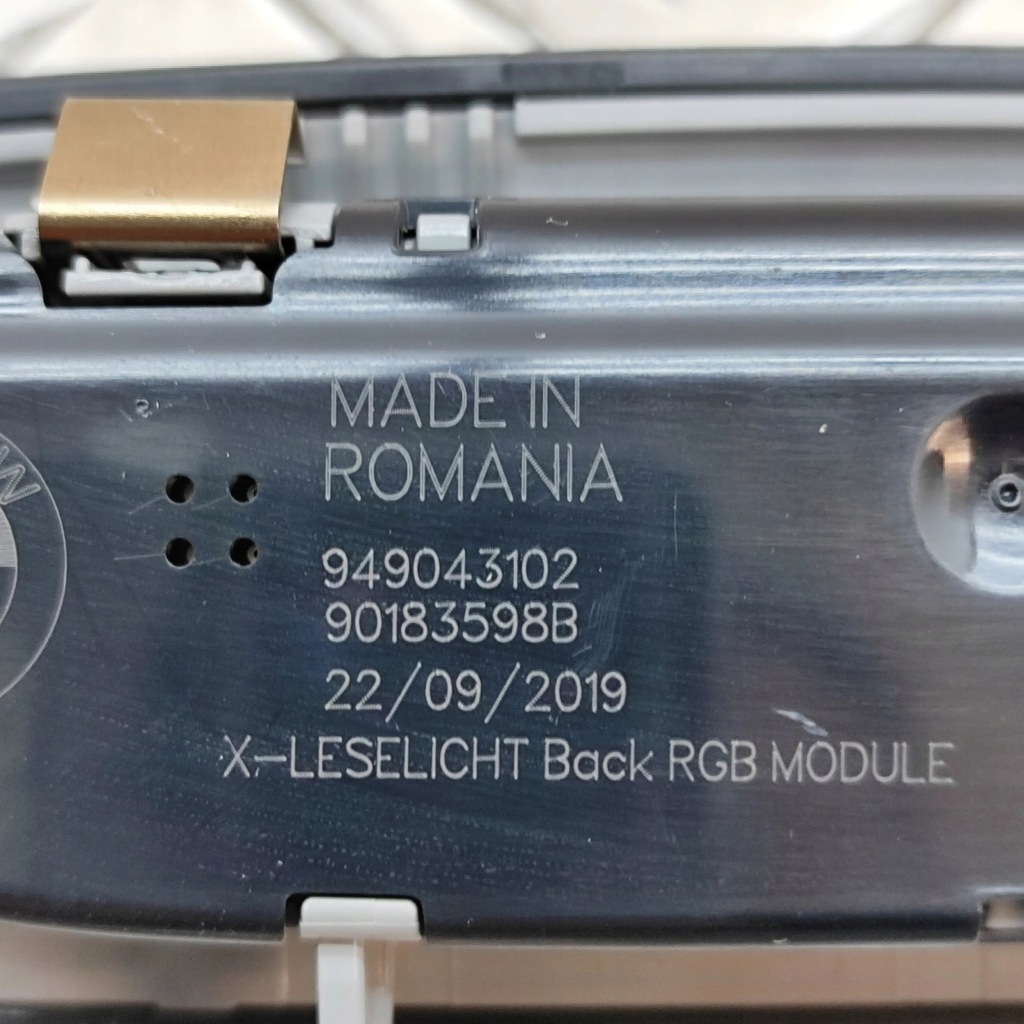 MADE IN
ROMANIA
949043102
90183598B
22/09/2019
X-LESELICHT Back RGB MODULE